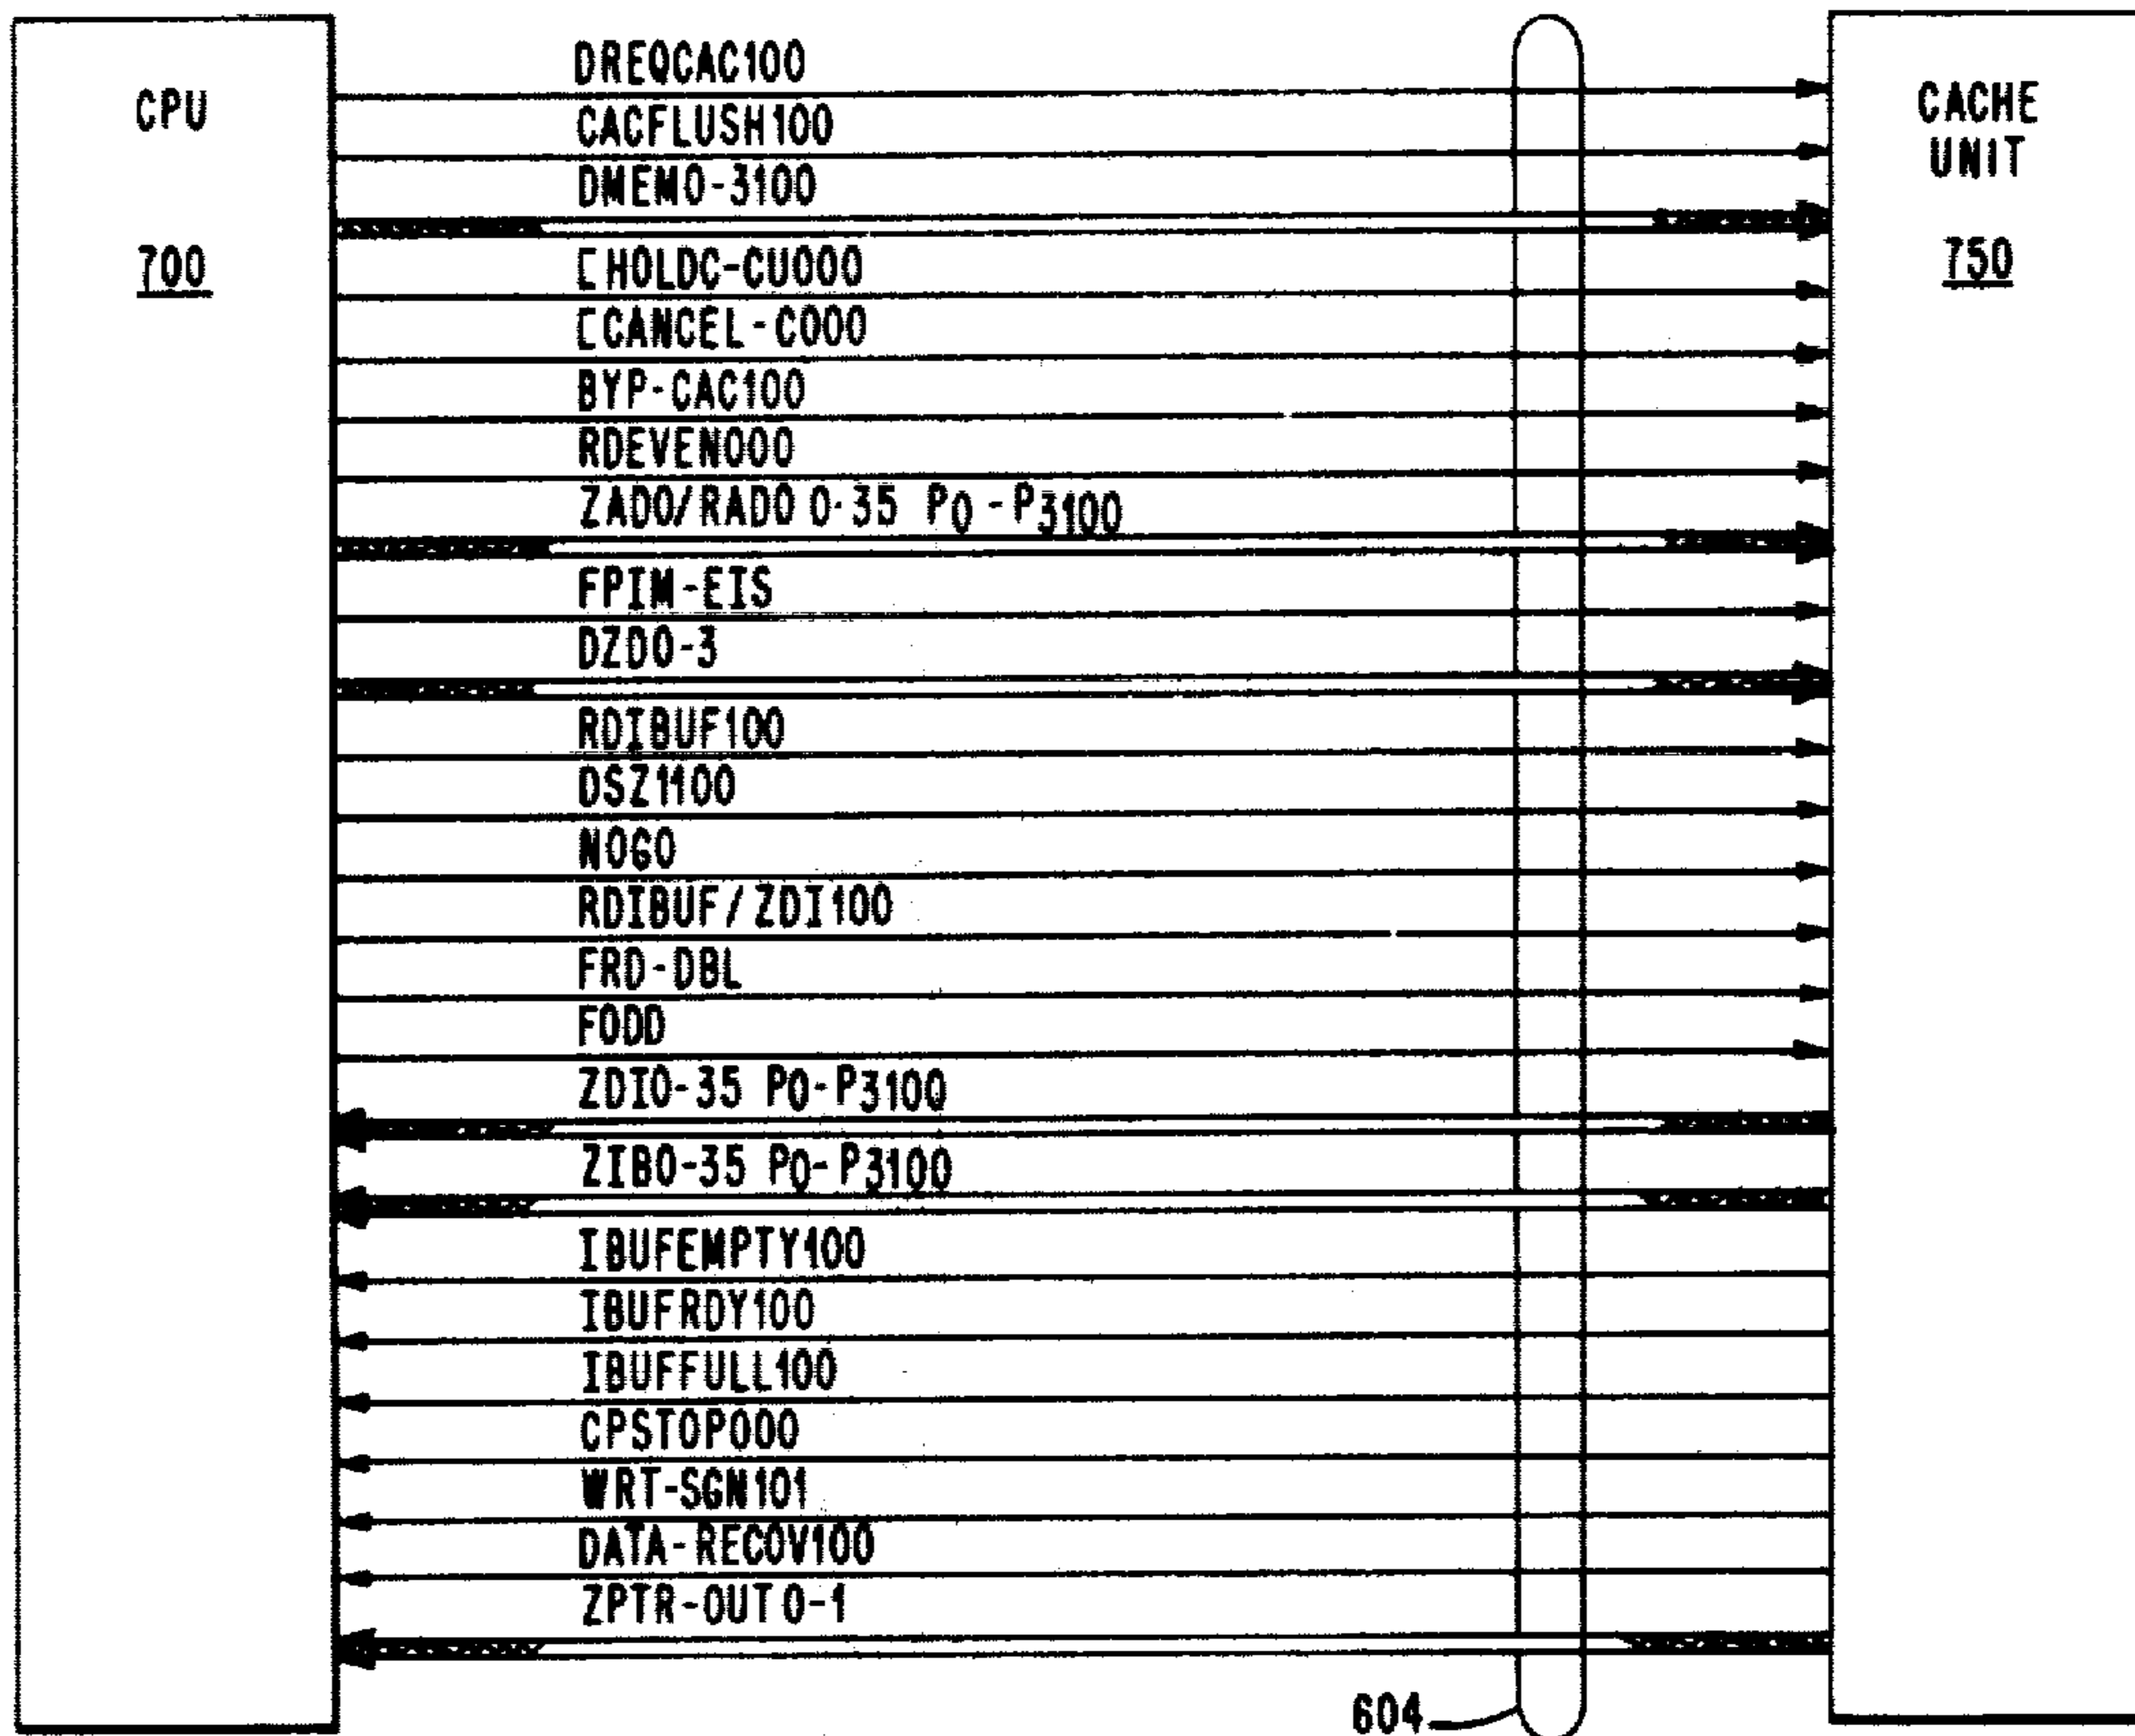 CPU
700
DREQCAC100
CACFLUSH100
DMEM0-3100
[HOLDC-CU000
[CANCEL-C000
BYP-CAC100
RDEVEN000
ZADO/RADO 0-35 P0-P3100
FPIM-EIS
DZD0-3
RDIBUF100
DSZ1100
NOGO
RDIBUF/ZDI100
FRD-DBL
FODD
ZDI0-35 P0-P3100
ZIB0-35 P0-P3100
IBUFEMPTY100
IBUFRDY100
IBUFFULL100
CPSTOP000
WRT-SGN101
DATA-RECOV100
ZPTR-OUT 0-1
604
CACHE
UNIT
750